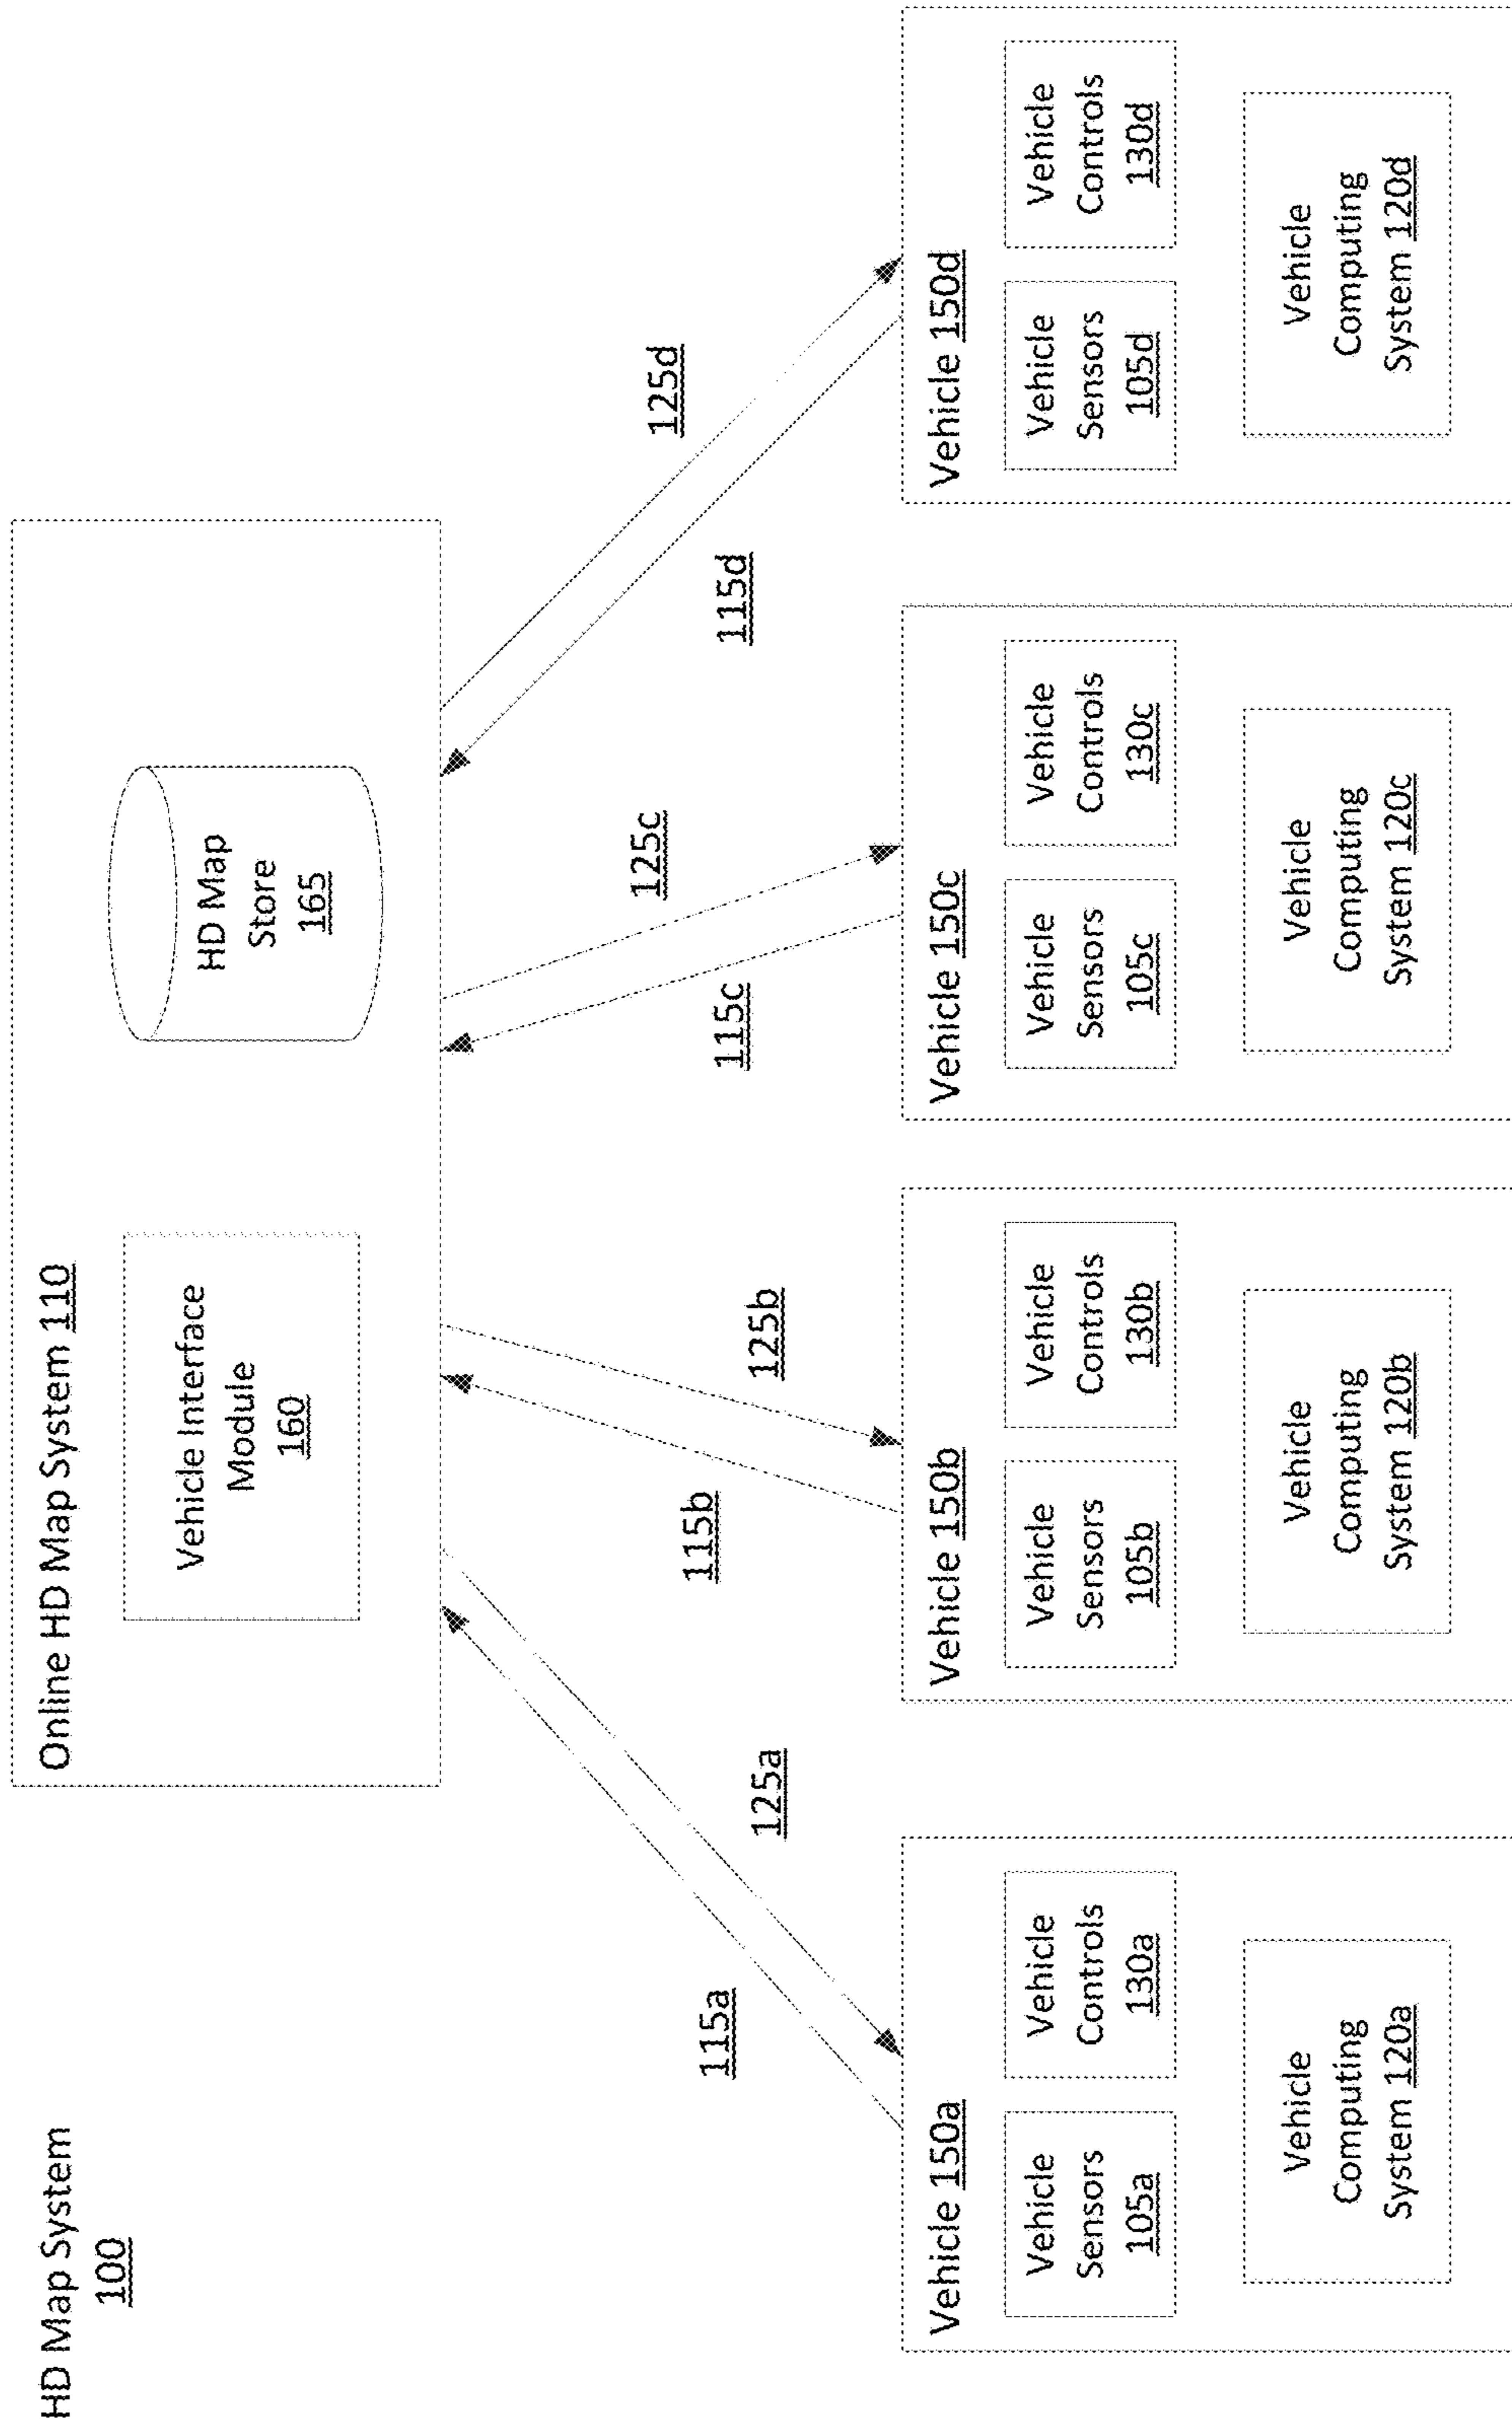 HD Map System
100
Online HD Map System 110
Vehicle Interface
Module
160
HD Map
Store
165
115a
125a
115b
125b
115c
125c
115d
125d
Vehicle 150a
Vehicle
Sensors
105a
Vehicle
Controls
130a
Vehicle
Computing
System 120a
Vehicle 150b
Vehicle
Sensors
105b
Vehicle
Controls
130b
Vehicle
Computing
System 120b
Vehicle 150c
Vehicle
Sensors
105c
Vehicle
Controls
130c
Vehicle
Computing
System 120c
Vehicle 150d
Vehicle
Sensors
105d
Vehicle
Controls
130d
Vehicle
Computing
System 120d